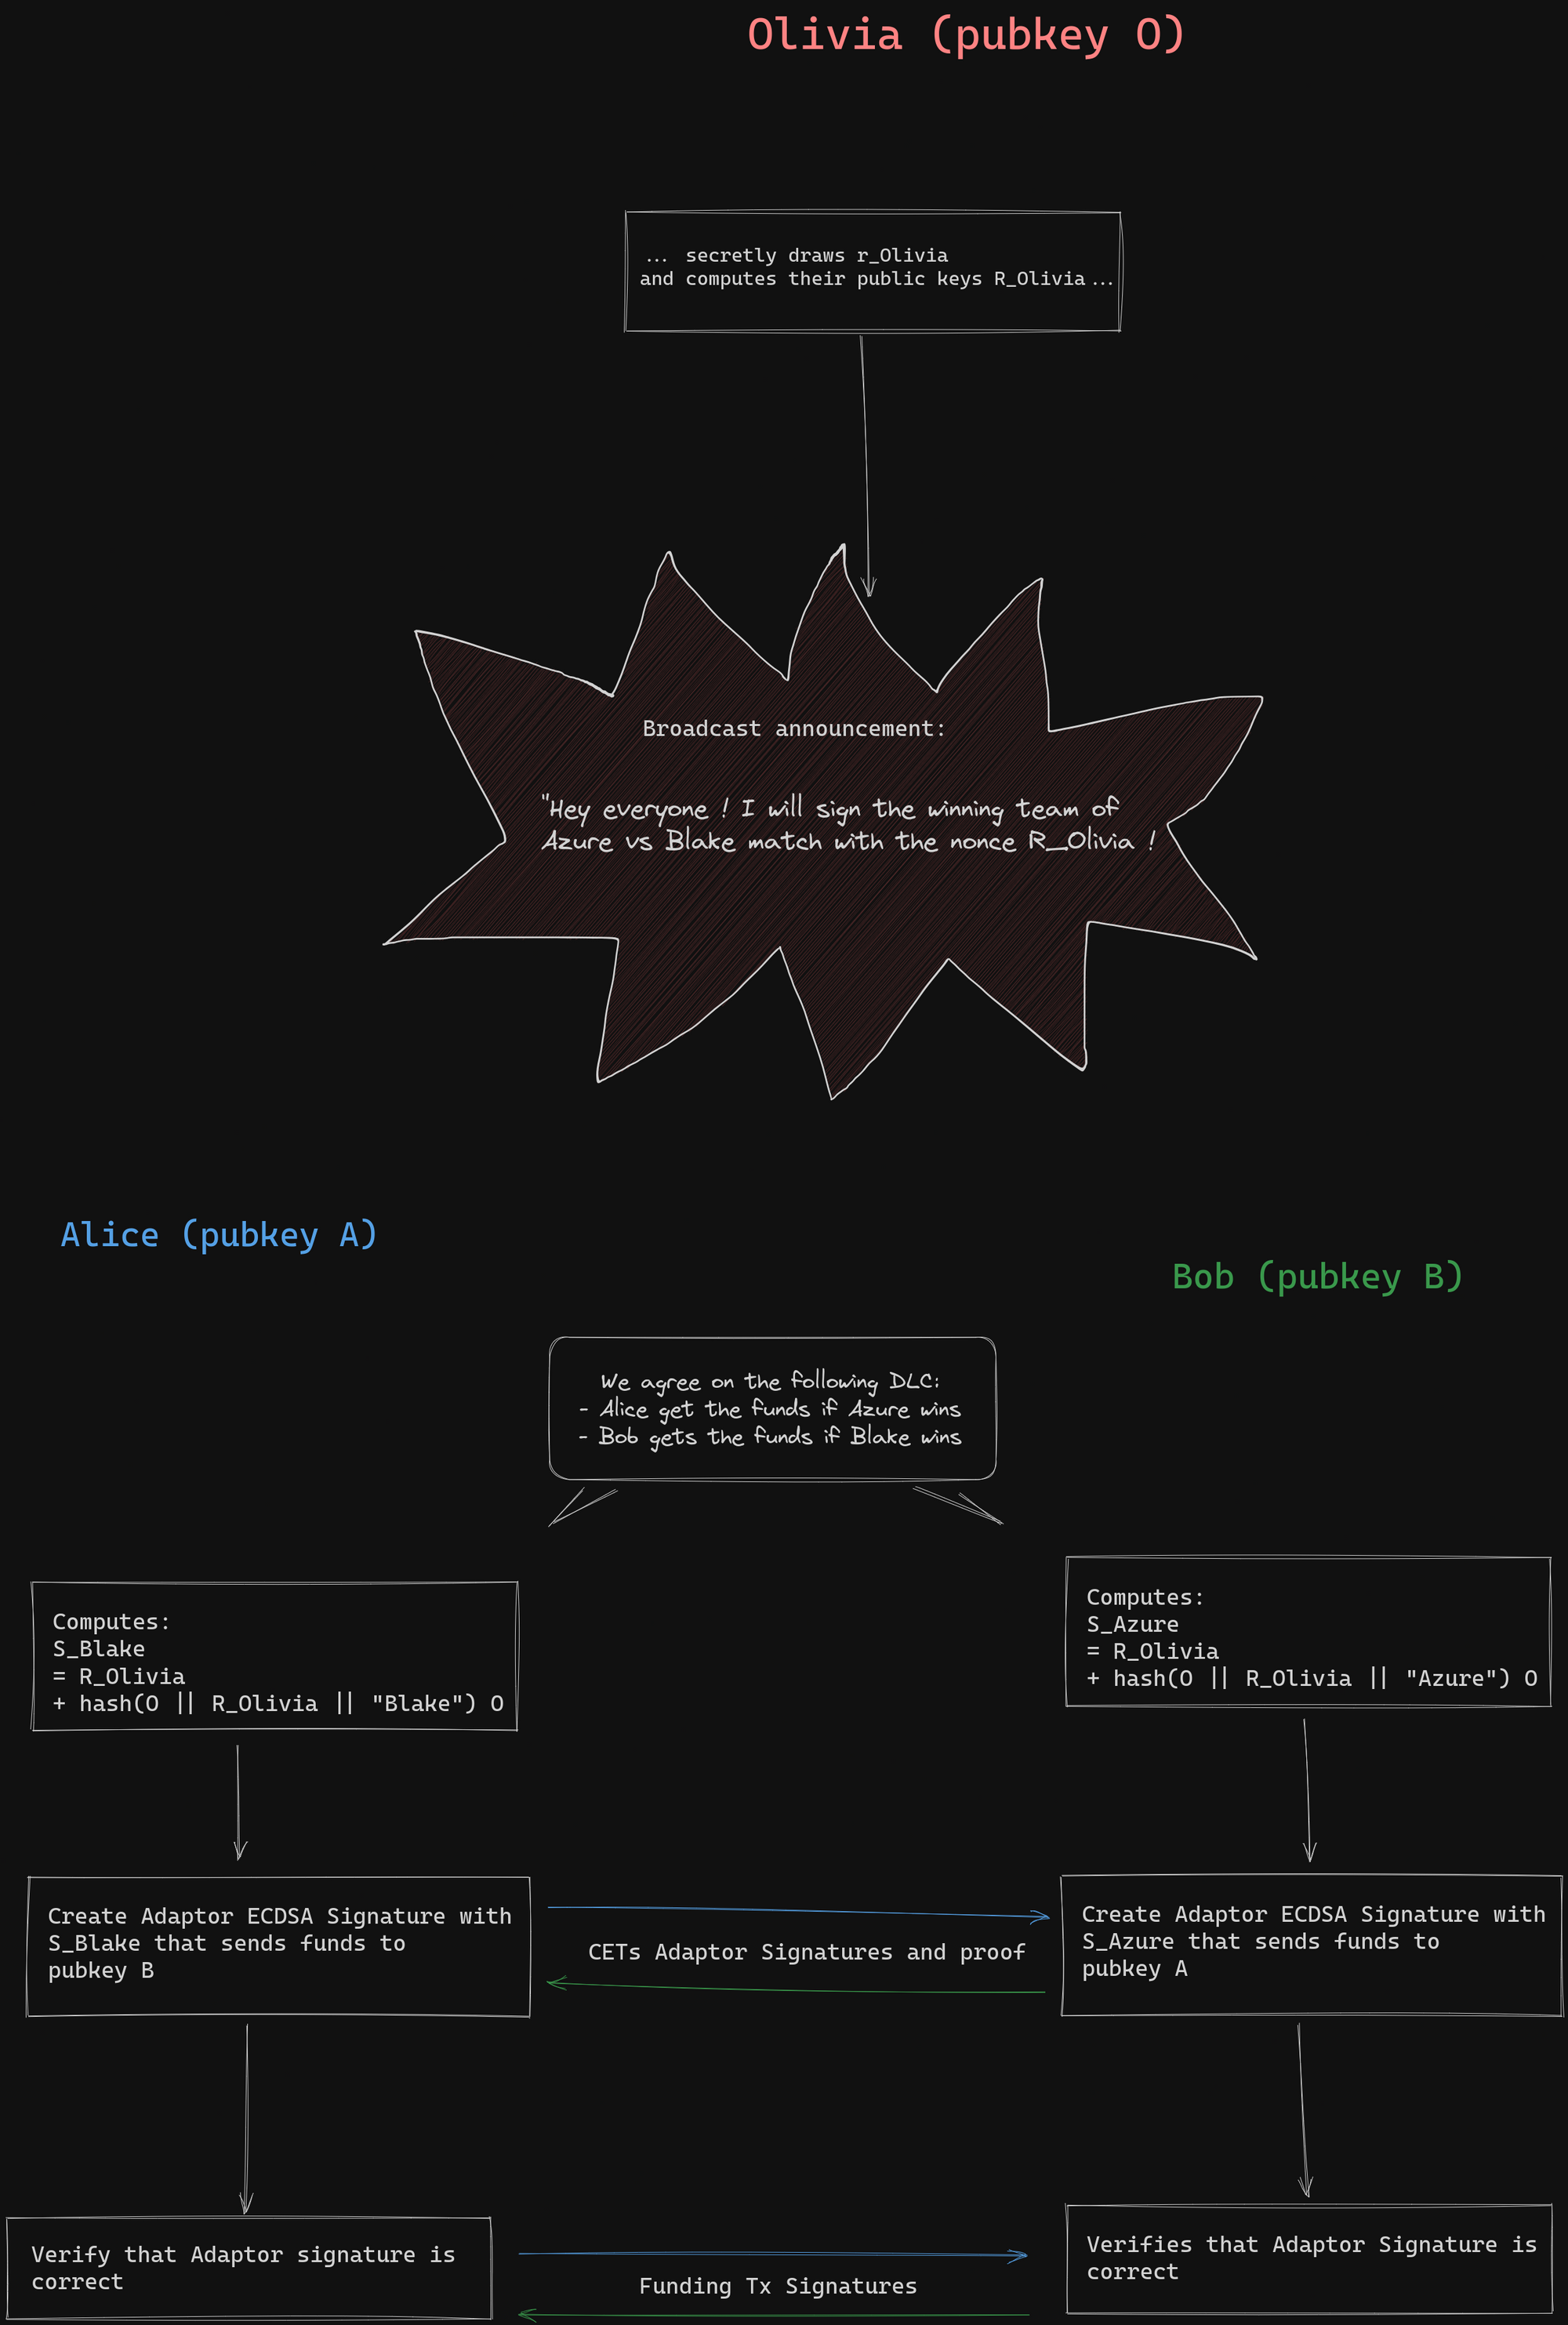 Olivia (pubkey O)
... secretly draws r_Olivia
and computes their public keys R_Olivia...
Broadcast announcement:
"Hey everyone ! I will sign the winning team of
Azure vs Blake match with the nonce R_Olivia !
Alice (pubkey A)
Bob (pubkey B)
We agree on the following DLC:
- Alice get the funds if Azure wins
- Bob gets the funds if Blake wins
Computes:
S_Blake
= R_Olivia
+ hash(O || R_Olivia || "Blake") O
Computes:
S_Azure
= R_Olivia
+ hash(O || R_Olivia || "Azure") O
Create Adaptor ECDSA Signature with
S_Blake that sends funds to
pubkey B
CETs Adaptor Signatures and proof
Create Adaptor ECDSA Signature with
S_Azure that sends funds to
pubkey A
Verify that Adaptor signature is
correct
Funding Tx Signatures
Verifies that Adaptor Signature is
correct